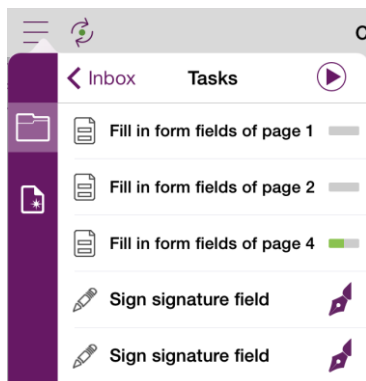 Inbox Tasks
Fill in form fields of page 1
Fill in form fields of page 2
Fill in form fields of page 4
Sign signature field
Sign signature field